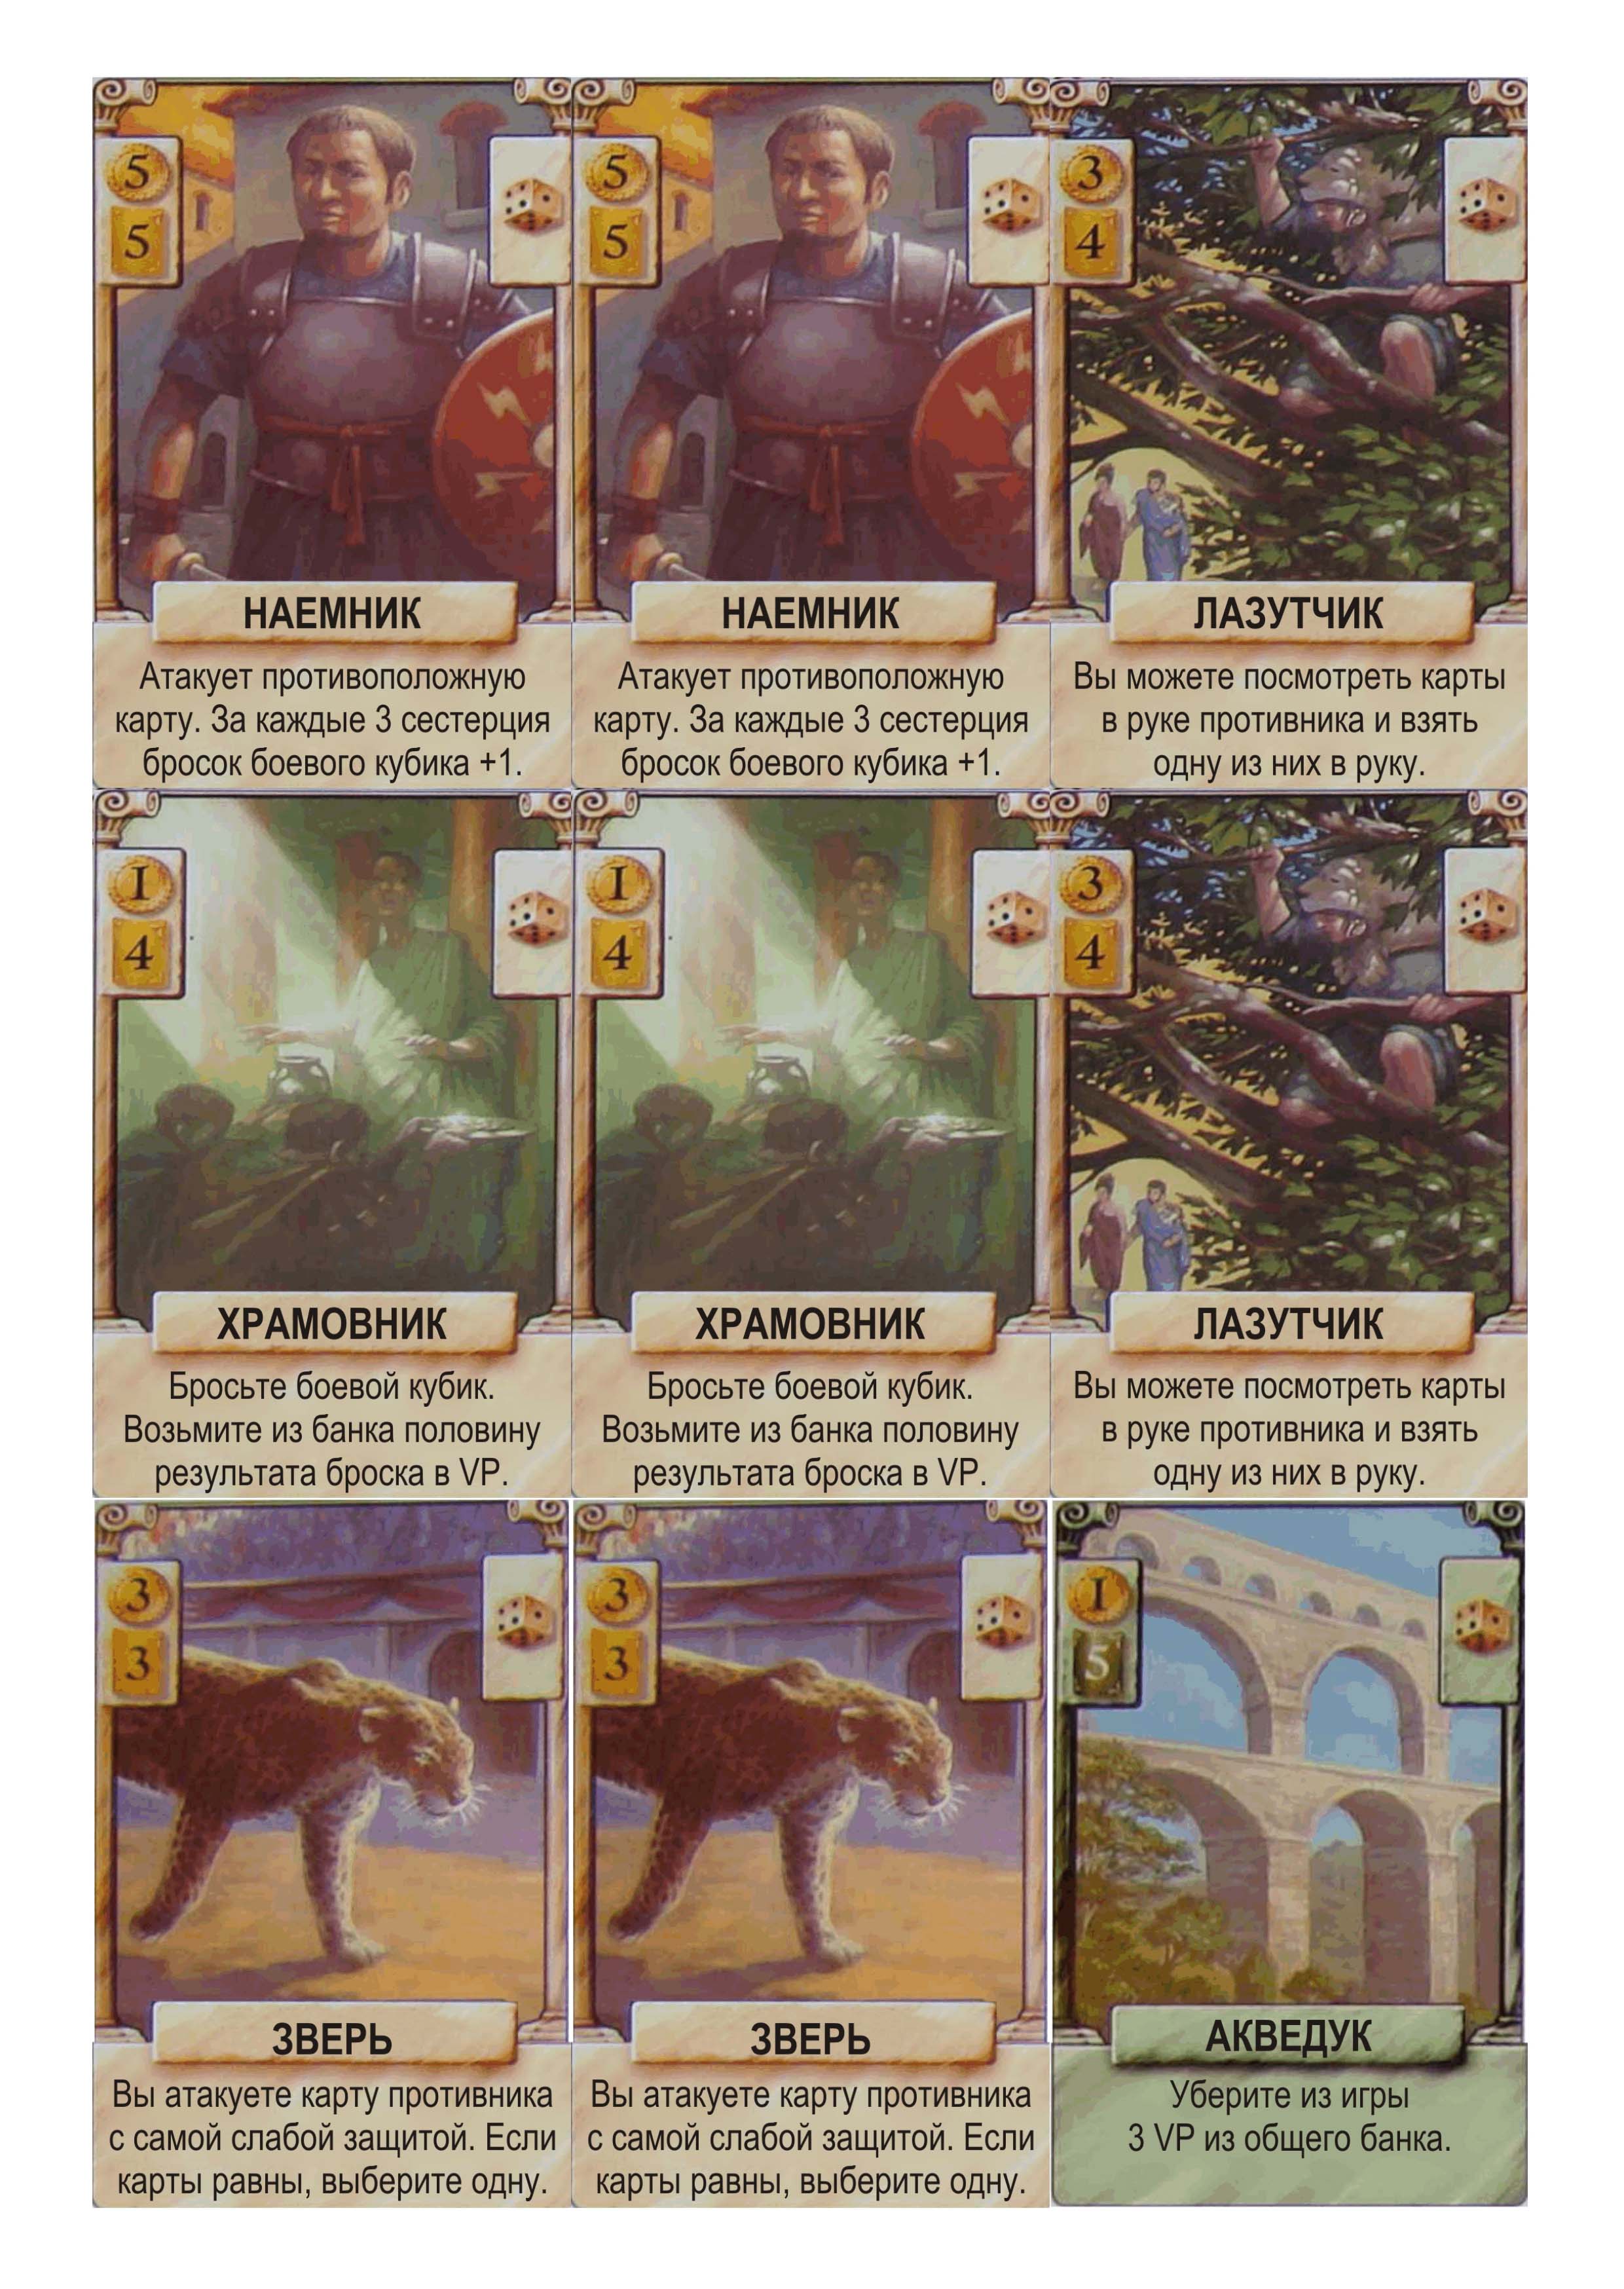 5
5
НАЕМНИК
Атакует противоположную
карту. За каждые 3 сестерция
бросок боевого кубика +1.
5
5
НАЕМНИК
Атакует противоположную
карту. За каждые 3 сестерция
бросок боевого кубика +1.
3
4
ЛАЗУТЧИК
Вы можете посмотреть карты
в руке противника и взять
одну из них в руку.
I
4
ХРАМОВНИК
Бросьте боевой кубик.
Возьмите из банка половину
результата броска в VP.
I
4
ХРАМОВНИК
Бросьте боевой кубик.
Возьмите из банка половину
результата броска в VP.
3
4
ЛАЗУТЧИК
Вы можете посмотреть карты
в руке противника и взять
одну из них в руку.
3
3
ЗВЕРЬ
Вы атакуете карту противника
с самой слабой защитой. Если
карты равны, выберите одну.
3
3
ЗВЕРЬ
Вы атакуете карту противника
с самой слабой защитой. Если
карты равны, выберите одну.
I
5
АКВЕДУК
Уберите из игры
3 VP из общего банка.